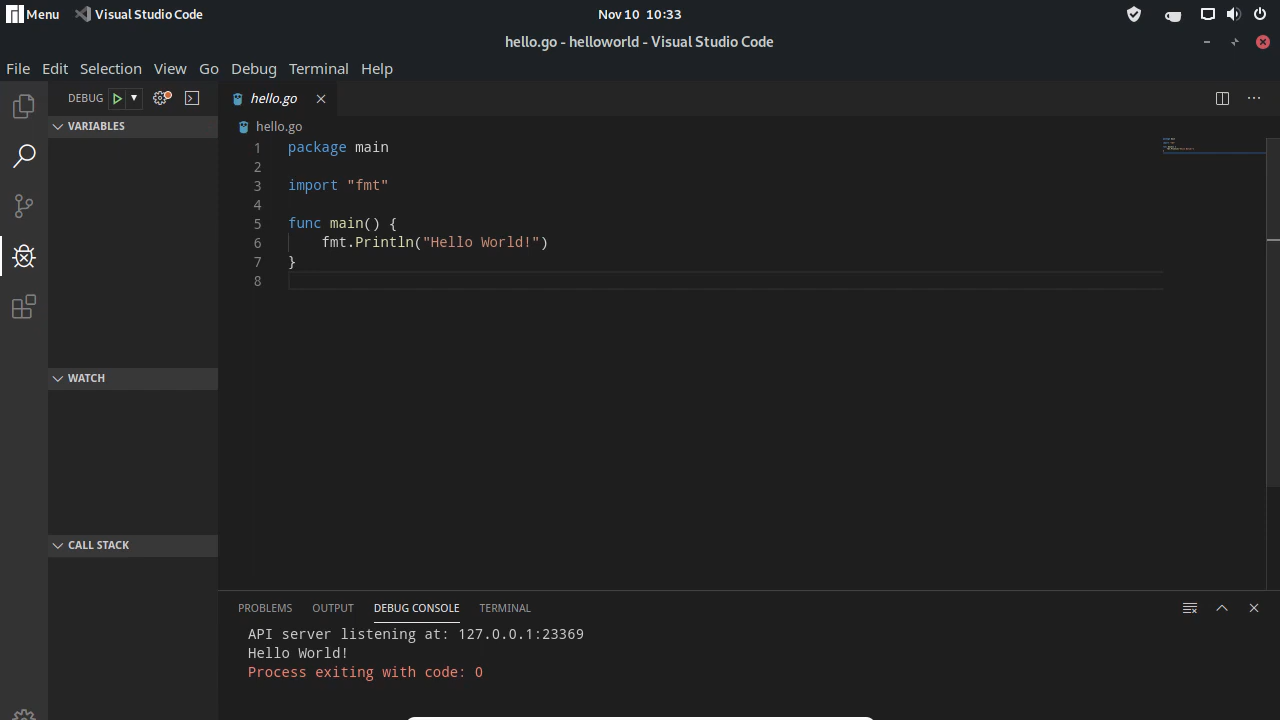 Menu Visual Studio Code Nov 10 10:33
hello.go - helloworld - Visual Studio Code
File Edit Selection View Go Debug Terminal Help
DEBUG hello.go
VARIABLES
hello.go
1 package main
2
3 import "fmt"
4
5 func main() {
6 fmt.Println("Hello World!")
7 }
8
WATCH
CALL STACK
PROBLEMS OUTPUT DEBUG CONSOLE TERMINAL
API server listening at: 127.0.0.1:23369
Hello World!
Process exiting with code: 0